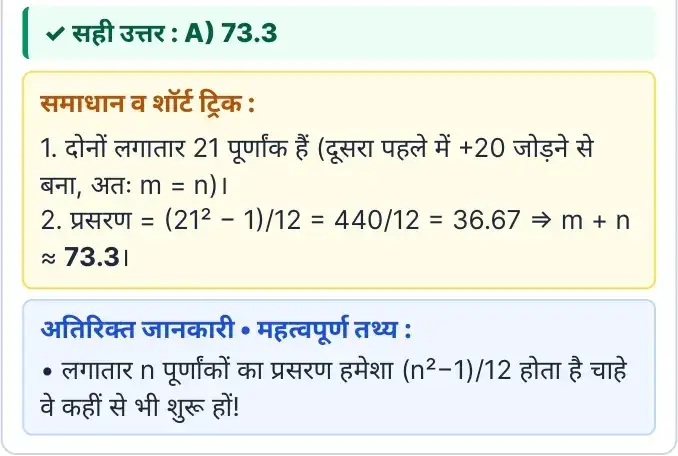 ✓ सही उत्तर : A) 73.3
समाधान व शॉर्ट ट्रिक :
1. दोनों लगातार 21 पूर्णांक हैं (दूसरा पहले में +20 जोड़ने से
बना, अतः m = n)।
2. प्रसरण = (21² − 1)/12 = 440/12 = 36.67 ⇒ m + n
≈ 73.3।
अतिरिक्त जानकारी • महत्वपूर्ण तथ्य :
• लगातार n पूर्णांकों का प्रसरण हमेशा (n²−1)/12 होता है चाहे
वे कहीं से भी शुरू हों!